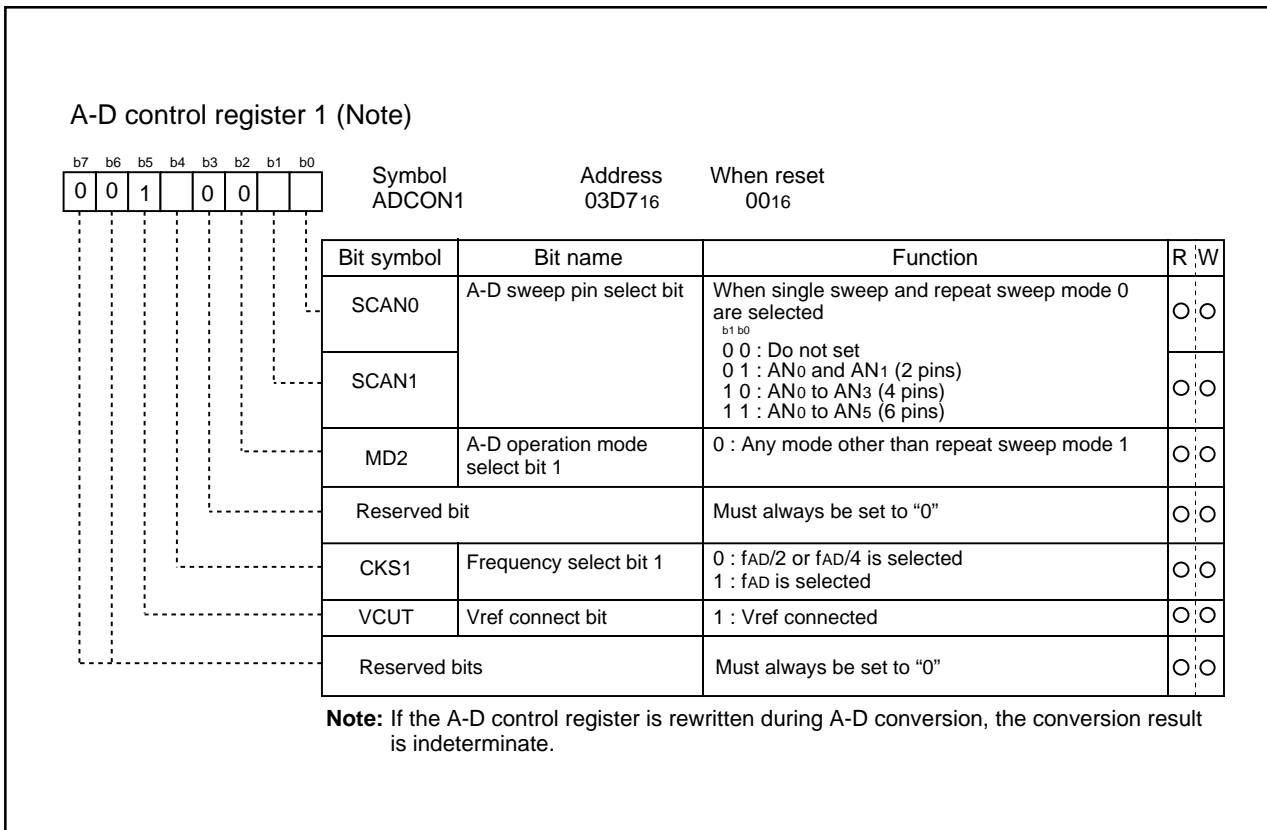 A-D control register 1 (Note)
b7 b6 b5 b4 b3 b2 b1 b0
0 0 1 0 0
Symbol Address When reset
ADCON1 03D716 0016
Bit symbol Bit name Function R W
SCAN0 A-D sweep pin select bit When single sweep and repeat sweep mode 0
are selected
b1 b0
0 0 : Do not set
0 1 : AN0 and AN1 (2 pins)
SCAN1 1 0 : AN0 to AN3 (4 pins)
1 1 : AN0 to AN5 (6 pins)
MD2 A-D operation mode
select bit 1 0 : Any mode other than repeat sweep mode 1
Reserved bit Must always be set to “0”
CKS1 Frequency select bit 1 0 : fAD/2 or fAD/4 is selected
1 : fAD is selected
VCUT Vref connect bit 1 : Vref connected
Reserved bits Must always be set to “0”
Note: If the A-D control register is rewritten during A-D conversion, the conversion result
is indeterminate.